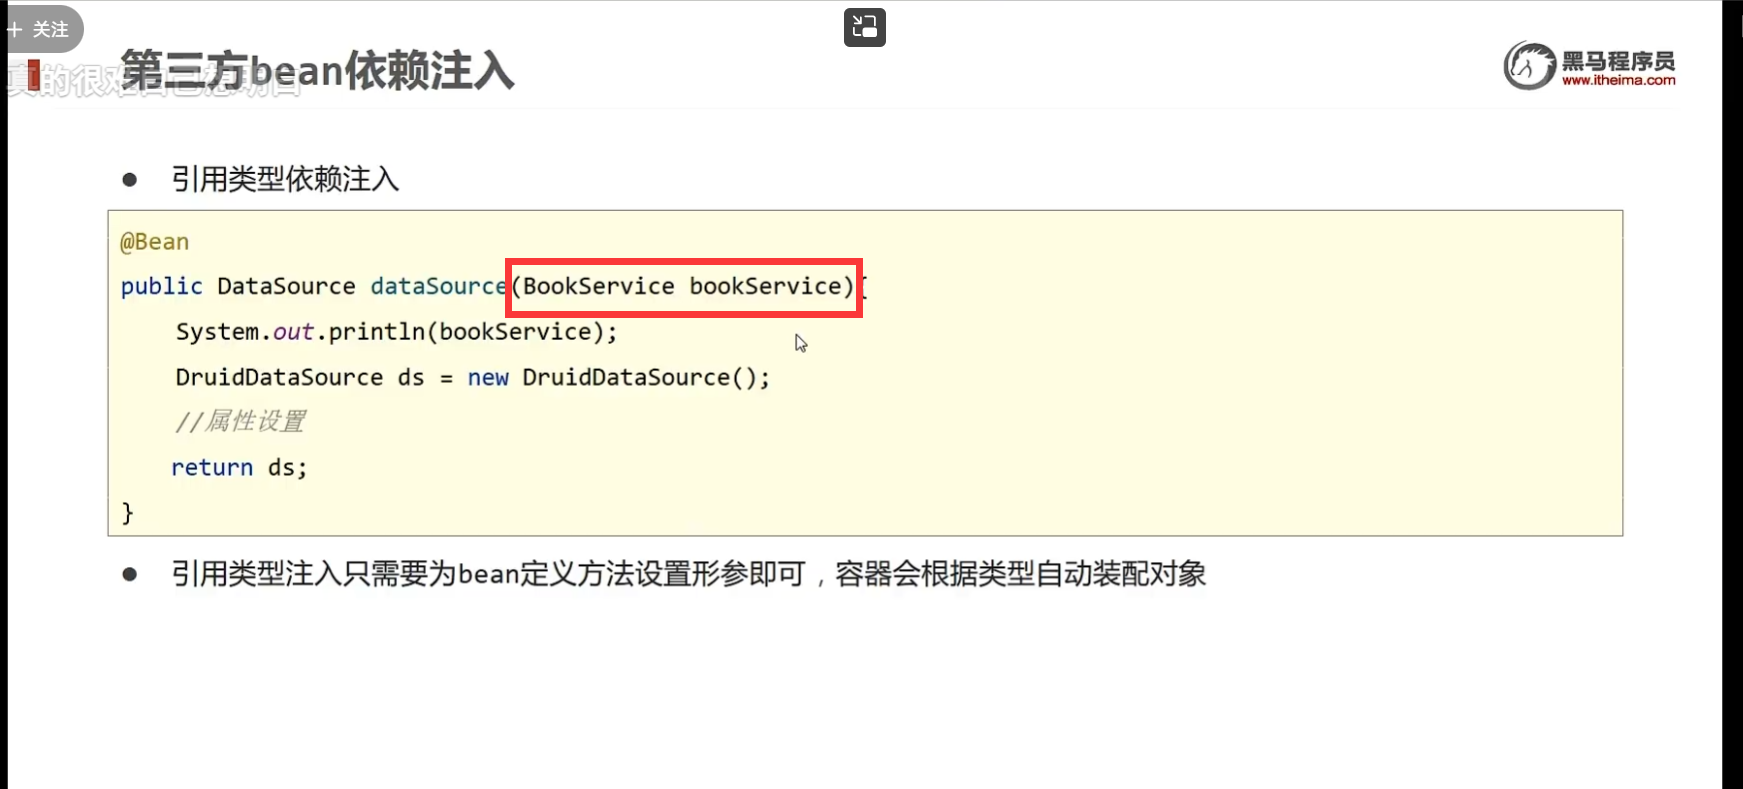 + 关注
第三方bean依赖注入
黑马程序员
www.itheima.com
● 引用类型依赖注入
@Bean
public DataSource dataSource(BookService bookService){
System.out.println(bookService);
DruidDataSource ds = new DruidDataSource();
//属性设置
return ds;
}
● 引用类型注入只需要为bean定义方法设置形参即可，容器会根据类型自动装配对象